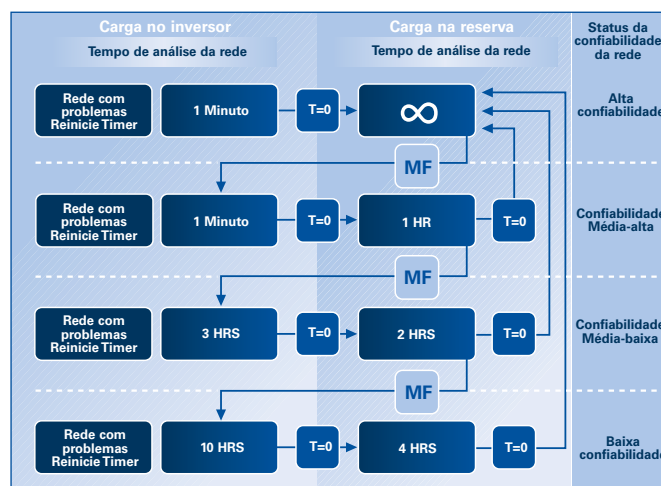 Carga no inversor
Carga na reserva
Status da
confiabilidade
da rede
Tempo de análise da rede
Tempo de análise da rede
Rede com
problemas
Reinicie Timer
1 Minuto
T=0
∞
Alta
confiabilidade
MF
Rede com
problemas
Reinicie Timer
1 Minuto
T=0
1 HR
T=0
Confiabilidade
Média-alta
MF
Rede com
problemas
Reinicie Timer
3 HRS
T=0
2 HRS
T=0
Confiabilidade
Média-baixa
MF
Rede com
problemas
Reinicie Timer
10 HRS
T=0
4 HRS
T=0
Baixa
confiabilidade